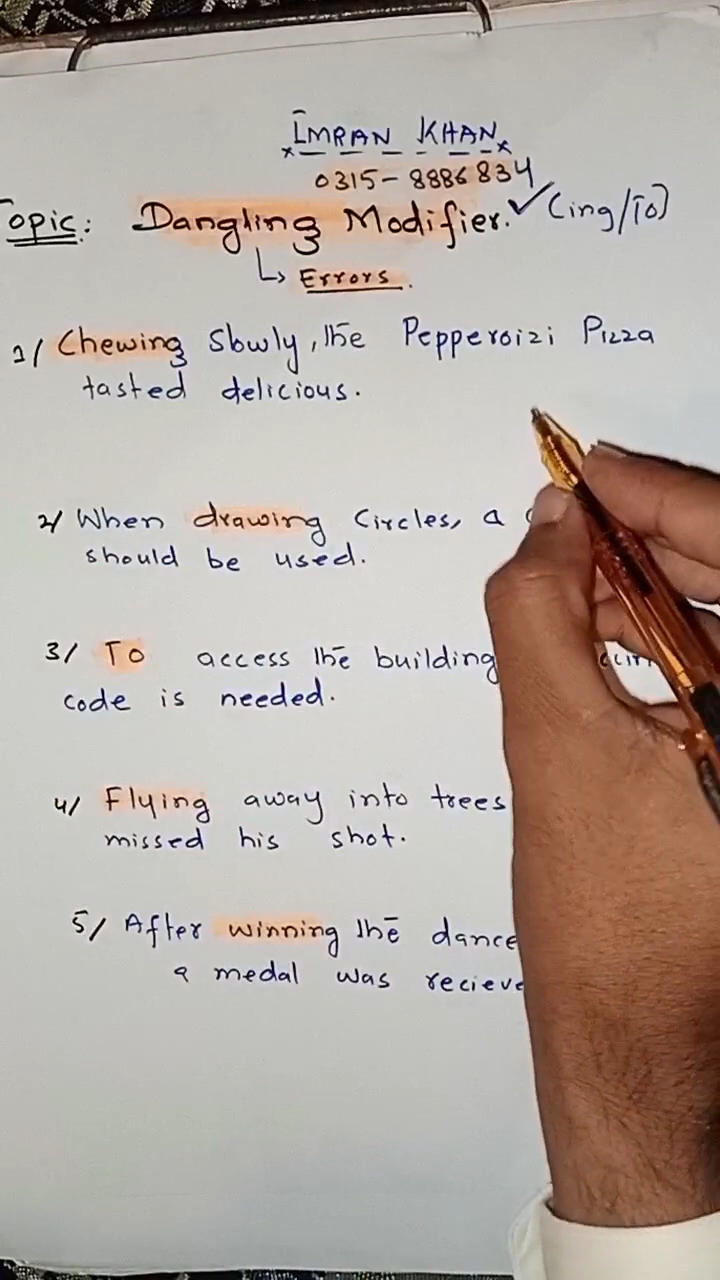 IMRAN KHAN
0315-8886834
Topic: Dangling Modifier. (ing/To)
Errors.
1/ Chewing slowly, the Pepperoizi Pizza
tasted delicious.
2/ When drawing circles, a
should be used.
3/ To access the building
code is needed.
4/ Flying away into trees
missed his shot.
5/ After winning the dance
a medal was recieve